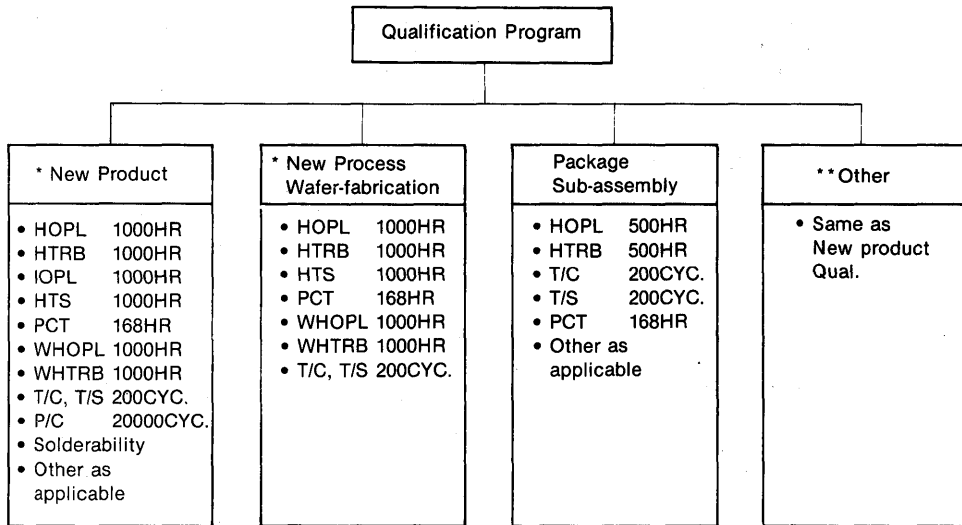 Qualification Program
* New Product
• HOPL 1000HR
• HTRB 1000HR
• IOPL 1000HR
• HTS 1000HR
• PCT 168HR
• WHOPL 1000HR
• WHTRB 1000HR
• T/C, T/S 200CYC.
• P/C 20000CYC.
• Solderability
• Other as
applicable
* New Process
Wafer-fabrication
• HOPL 1000HR
• HTRB 1000HR
• HTS 1000HR
• PCT 168HR
• WHOPL 1000HR
• WHTRB 1000HR
• T/C, T/S 200CYC.
Package
Sub-assembly
• HOPL 500HR
• HTRB 500HR
• T/C 200CYC.
• T/S 200CYC.
• PCT 168HR
• Other as
applicable
** Other
• Same as
New product
Qual.